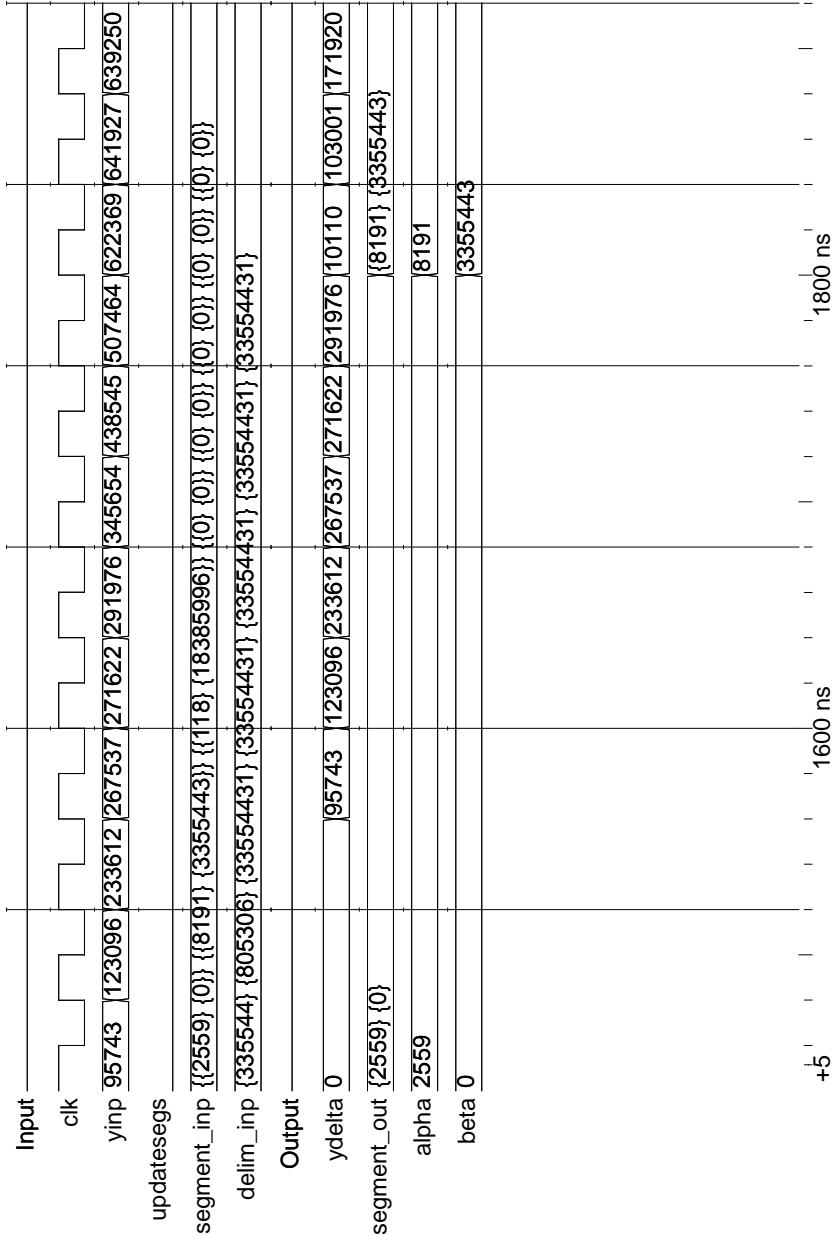 Input
clk
yinp 95743 123096 233612 267537 271622 291976 345654 438545 507464 622369 641927 639250
updatesegs
segment_inp {{2559} {0}} {{8191} {3355443}} {{118} {18385996}} {{0} {0}} {{0} {0}} {{0} {0}} {{0} {0}}
delim_inp {335544} {805306} {33554431} {33554431} {33554431} {33554431} {33554431}
Output
ydelta 0 95743 123096 233612 267537 271622 291976 10110 103001 171920
segment_out {2559} {0} {8191} {3355443}
alpha 2559 8191
beta 0 3355443
+5 1600 ns 1800 ns